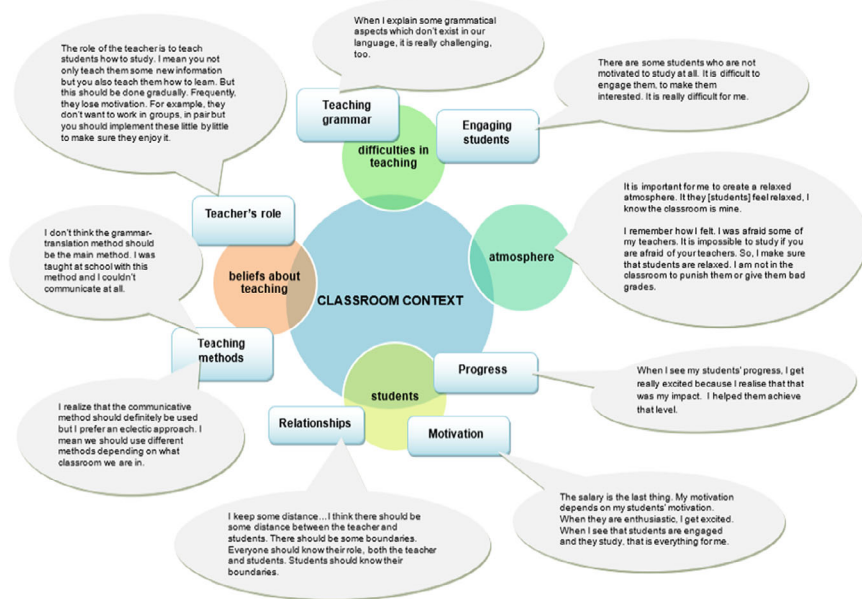 When I explain some grammatical
aspects which don't exist in our
language, it is really challenging,
too.
The role of the teacher is to teach
students how to study. I mean you
not only teach them some new information
but you also teach them how to learn. But
this should be done gradually. Frequently,
they lose motivation. For example, they
don't want to work in groups, in pair but
you should implement these little by little
to make sure they enjoy it.
There are some students who are not
motivated to study at all. It is difficult to
engage them, to make them
interested. It is really difficult for me.
Teaching
grammar
Engaging
students
difficulties in
teaching
Teacher's role
It is important for me to create a relaxed
atmosphere. It they [students] feel relaxed, I
know the classroom is mine.
I remember how I felt. I was afraid some of
my teachers. It is impossible to study if you
are afraid of your teachers. So, I make sure
that students are relaxed. I am not in the
classroom to punish them or give them bad
grades.
I don't think the grammar-
translation method should
be the main method. I was
taught at school with this
method and I couldn't
communicate at all.
beliefs about
teaching
atmosphere
CLASSROOM CONTEXT
Teaching
methods
Progress
When I see my students' progress, I get
really excited because I realise that that
was my impact. I helped them achieve
that level.
students
Relationships
Motivation
I realize that the communicative
method should definitely be used
but I prefer an eclectic approach. I
mean we should use different
methods depending on what
classroom we are in.
I keep some distance...I think there should be
some distance between the teacher and
students. There should be some boundaries.
Everyone should know their role, both the teacher
and students. Students should know their
boundaries.
The salary is the last thing. My motivation
depends on my students' motivation.
When they are enthusiastic, I get excited.
When I see that students are engaged
and they study, that is everything for me.